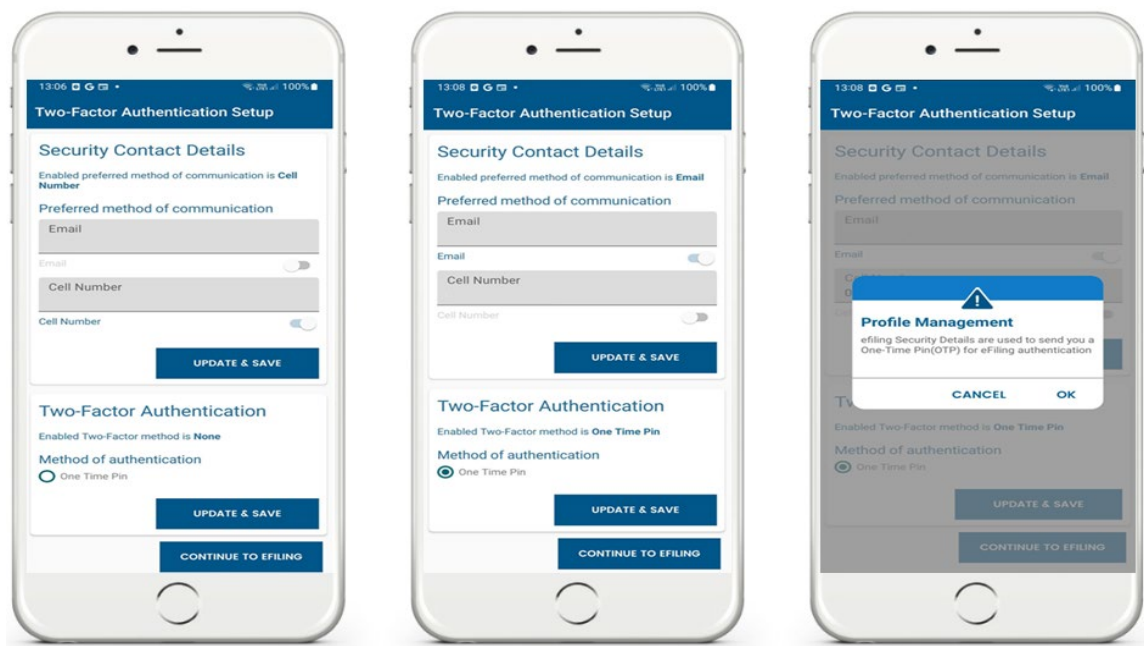 13:06 G 100%
Two-Factor Authentication Setup
Security Contact Details
Enabled preferred method of communication is Cell
Number
Preferred method of communication
Email
Email
Cell Number
Cell Number
UPDATE & SAVE
Two-Factor Authentication
Enabled Two-Factor method is None
Method of authentication
One Time Pin
UPDATE & SAVE
CONTINUE TO EFILING
13:08 G 100%
Two-Factor Authentication Setup
Security Contact Details
Enabled preferred method of communication is Email
Preferred method of communication
Email
Email
Cell Number
Cell Number
UPDATE & SAVE
Two-Factor Authentication
Enabled Two-Factor method is One Time Pin
Method of authentication
One Time Pin
UPDATE & SAVE
CONTINUE TO EFILING
13:08 G 100%
Two-Factor Authentication Setup
Security Contact Details
Enabled preferred method of communication is Email
Preferred method of communication
Email
Email
Profile Management
efiling Security Details are used to send you a
One-Time Pin(OTP) for eFiling authentication
CANCEL OK
Enabled Two-Factor method is One Time Pin
Method of authentication
One Time Pin
UPDATE & SAVE
CONTINUE TO EFILING